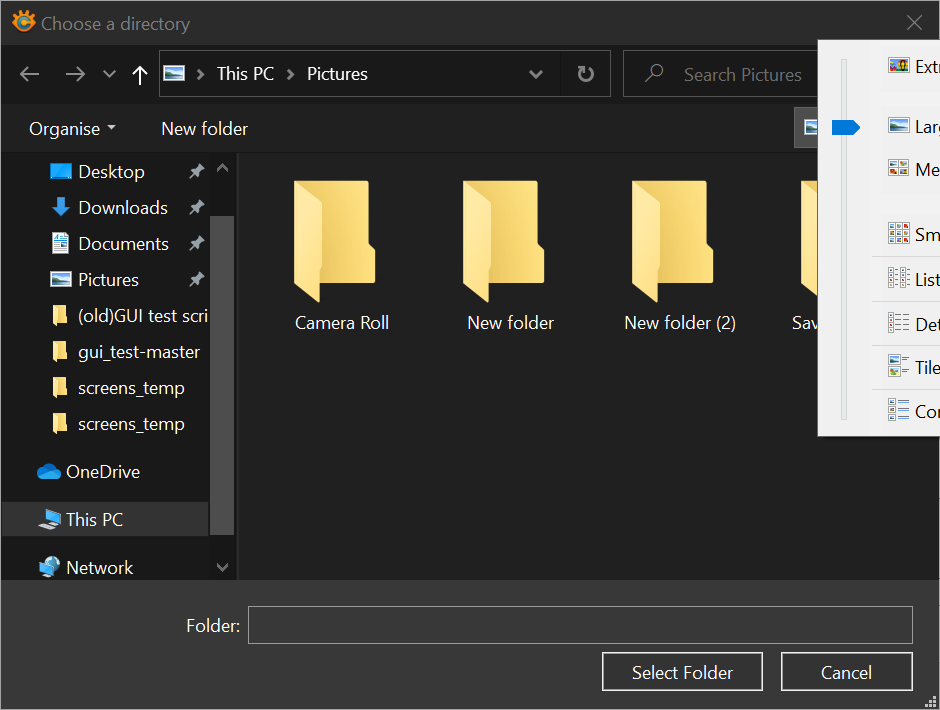 Choose a directory
This PC
Pictures
Search Pictures
Organise
New folder
Desktop
Downloads
Documents
Pictures
(old)GUI test scri
gui_test-master
screens_temp
screens_temp
OneDrive
This PC
Network
Camera Roll
New folder
New folder (2)
Sav
Extr
Larg
Me
Sm
List
Det
Tile
Con
Folder:
Select Folder
Cancel